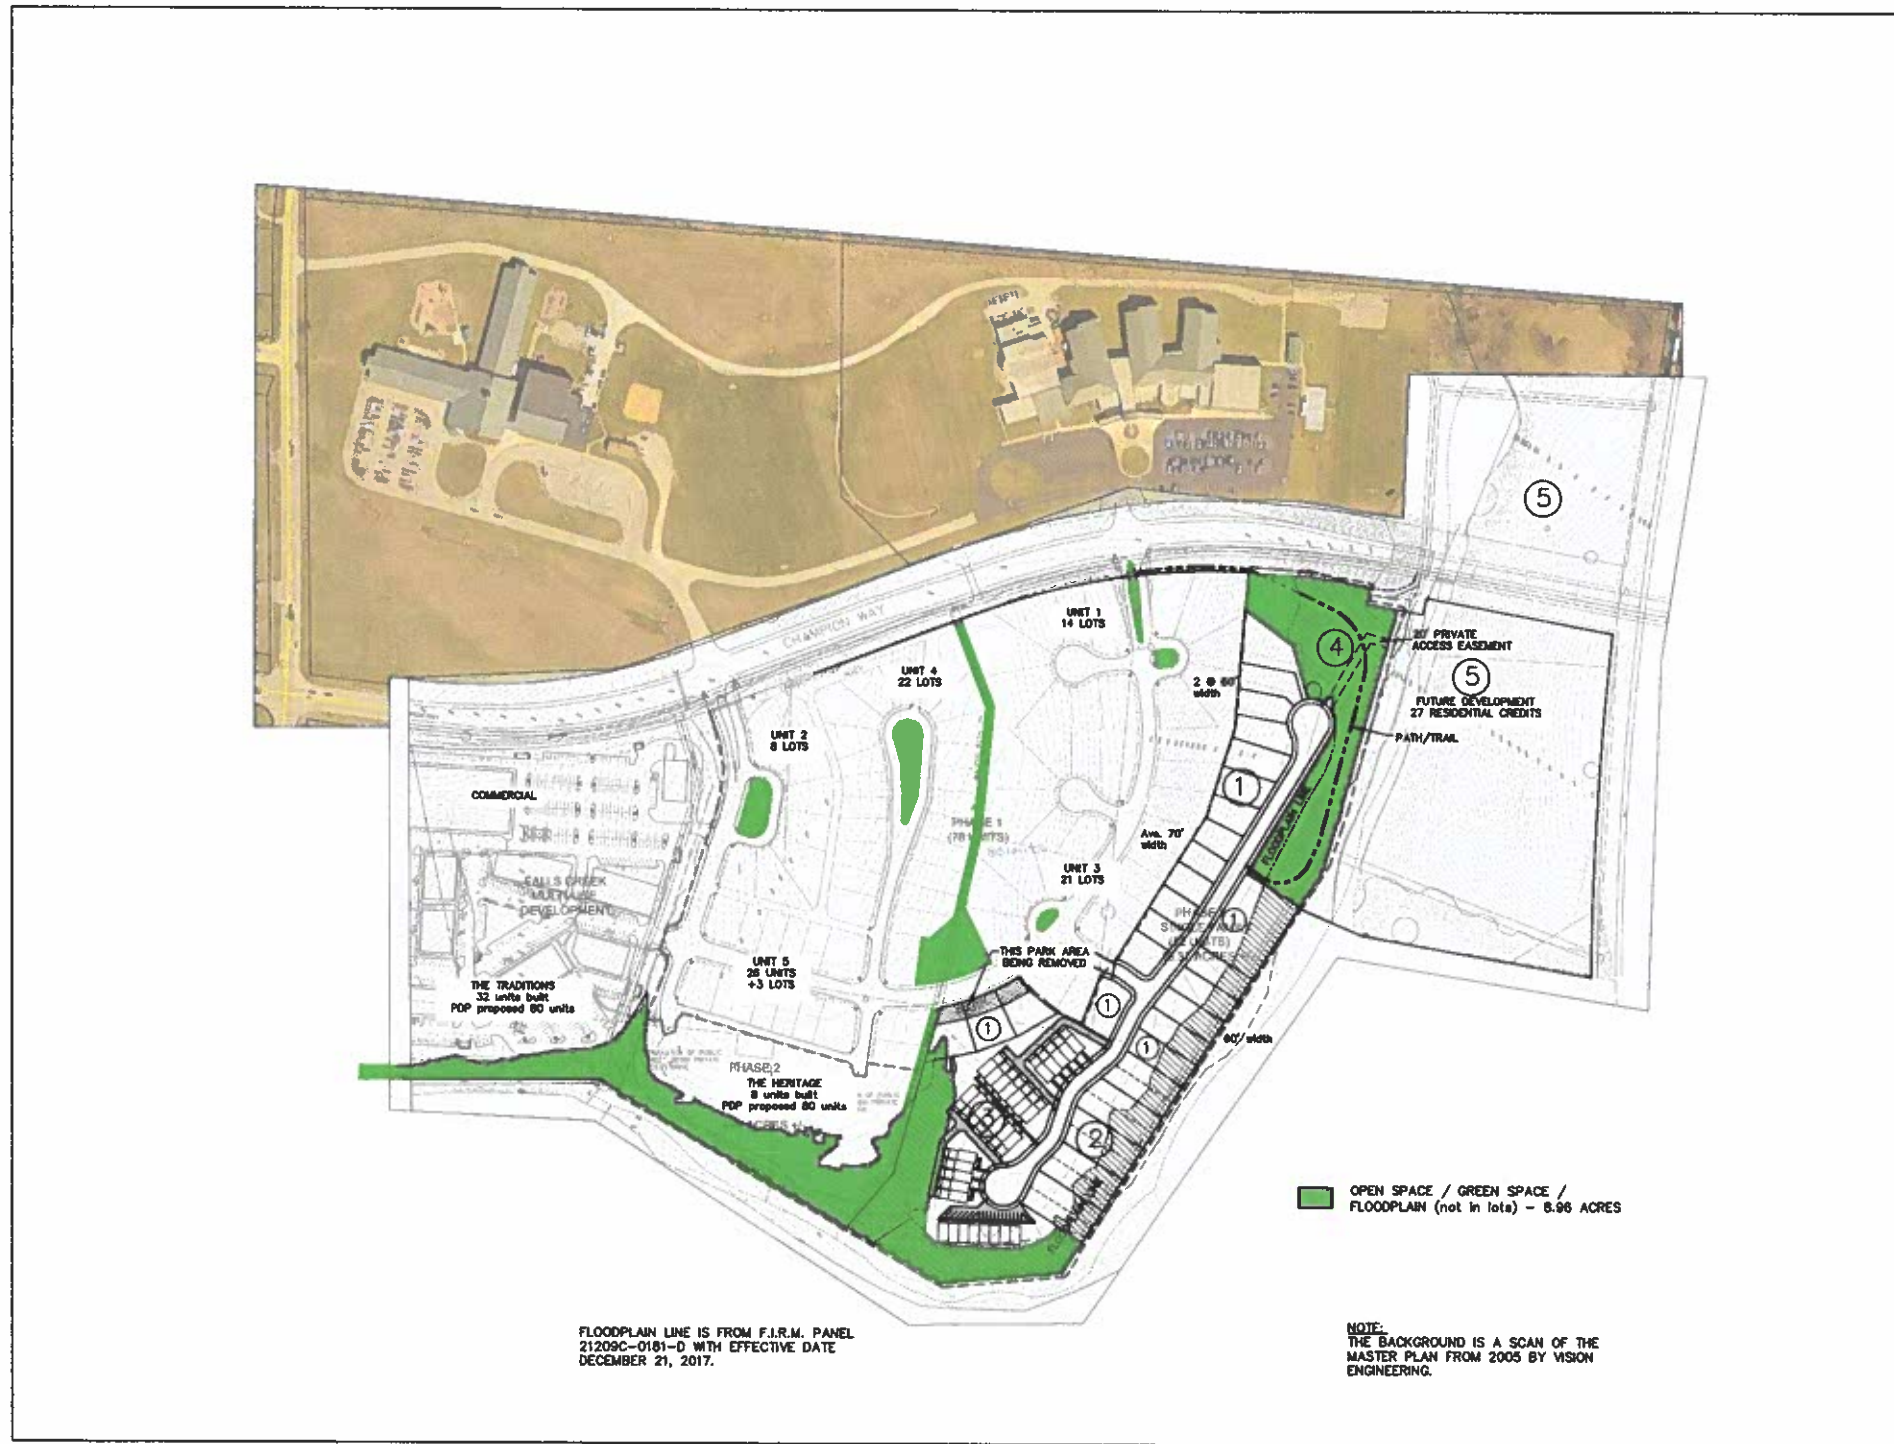 CHAMPION WAY
5
UNIT 1
14 LOTS
4
20' PRIVATE
ACCESS EASEMENT
5
FUTURE DEVELOPMENT
27 RESIDENTIAL CREDITS
PATH/TRAIL
UNIT 4
22 LOTS
2 @ 60'
width
UNIT 2
8 LOTS
1
COMMERCIAL
FLOODPLAIN LINE
PHASE 1
(78 UNITS)
Ave. 70'
width
UNIT 3
21 LOTS
FALLS CREEK
DEVELOPMENT
1
THIS PARK AREA
BEING REMOVED
UNIT 5
26 UNITS
+3 LOTS
THE TRADITIONS
32 units built
PDP proposed 80 units
1
1
60' width
1
PHASE 2
THE HERITAGE
8 units built
PDP proposed 80 units
3
2
OPEN SPACE / GREEN SPACE /
FLOODPLAIN (not in lots) - 8.96 ACRES
FLOODPLAIN LINE IS FROM F.I.R.M. PANEL
21209C-0181-D WITH EFFECTIVE DATE
DECEMBER 21, 2017.
NOTE:
THE BACKGROUND IS A SCAN OF THE
MASTER PLAN FROM 2005 BY VISION
ENGINEERING.